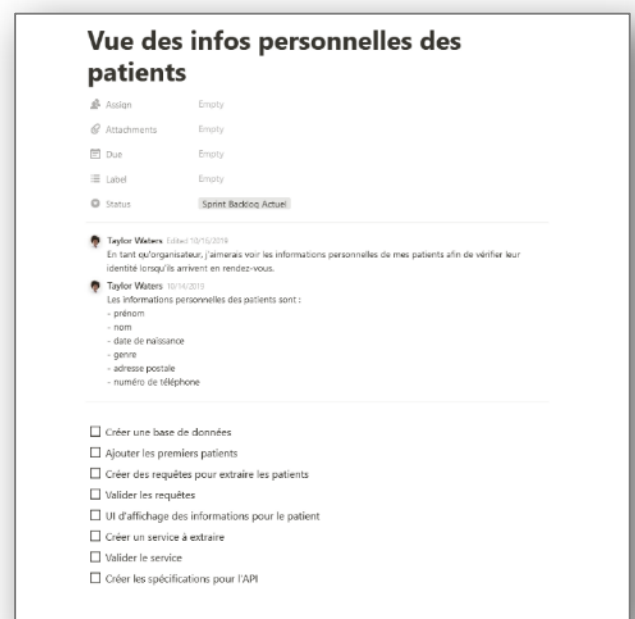 Vue des infos personnelles des
patients
Assign Empty
Attachments Empty
Due Empty
Label Empty
Status Sprint Backlog Actuel
Taylor Waters Edited 10/15/2019
En tant qu'organisateur, j'aimerais voir les informations personnelles de mes patients afin de vérifier leur
identité lorsqu'ils arrivent en rendez-vous.
Taylor Waters 10/14/2019
Les informations personnelles des patients sont :
- prénom
- nom
- date de naissance
- genre
- adresse postale
- numéro de téléphone
Créer une base de données
Ajouter les premiers patients
Créer des requêtes pour extraire les patients
Valider les requêtes
UI d'affichage des informations pour le patient
Créer un service à extraire
Valider le service
Créer les spécifications pour l'API